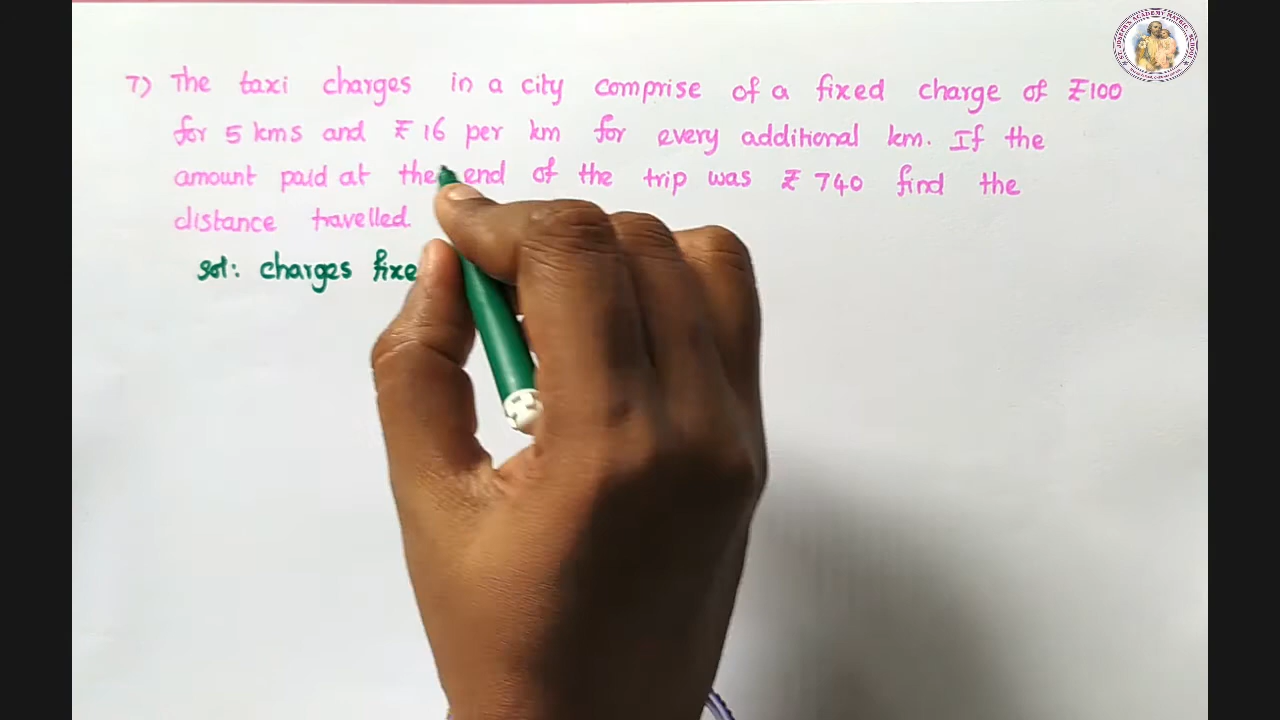 7) The taxi charges in a city comprise of a fixed charge of ₹100
for 5 kms and ₹ 16 per km for every additional km. If the
amount paid at the end of the trip was ₹ 740 find the
distance travelled.
sol: charges fixe